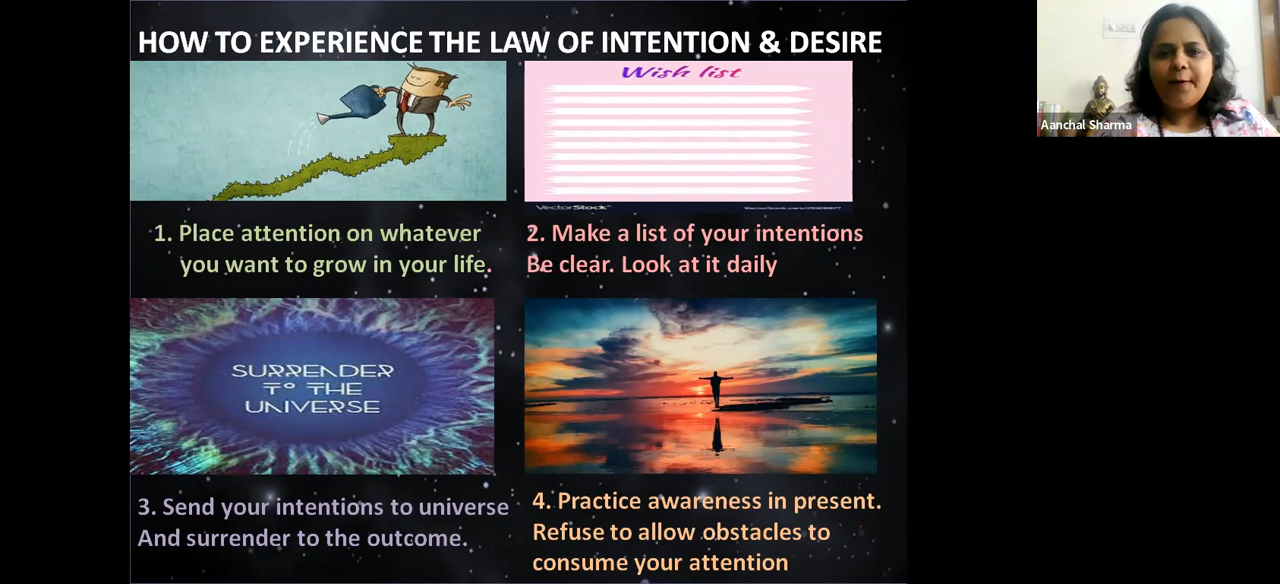 HOW TO EXPERIENCE THE LAW OF INTENTION & DESIRE
Wish list
VectorStock
1. Place attention on whatever
you want to grow in your life.
2. Make a list of your intentions
Be clear. Look at it daily
SURRENDER
TO THE
UNIVERSE
3. Send your intentions to universe
And surrender to the outcome.
4. Practice awareness in present.
Refuse to allow obstacles to
consume your attention
Aanchal Sharma